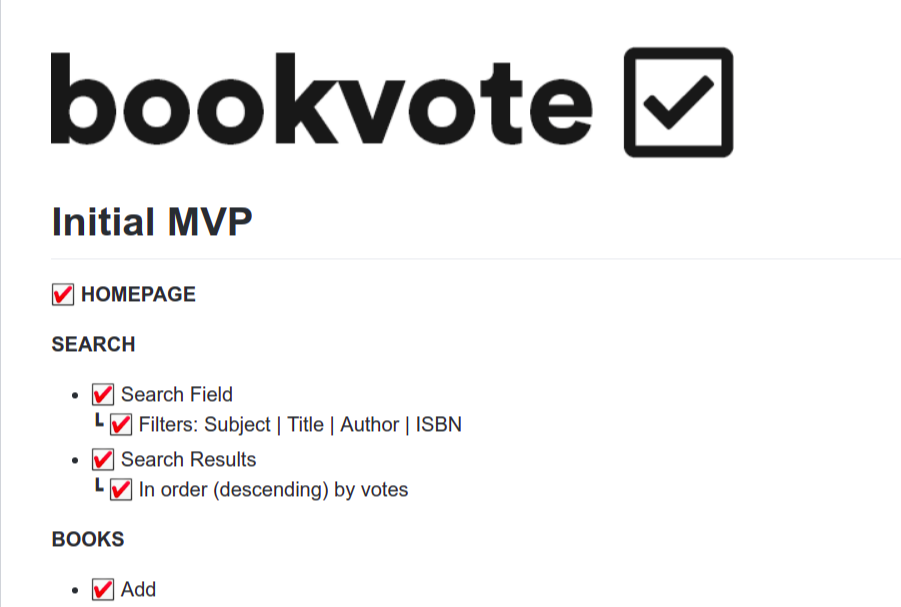 bookvote
Initial MVP
☑ HOMEPAGE
SEARCH
• ☑ Search Field
┗ ☑ Filters: Subject | Title | Author | ISBN
• ☑ Search Results
┗ ☑ In order (descending) by votes
BOOKS
• ☑ Add